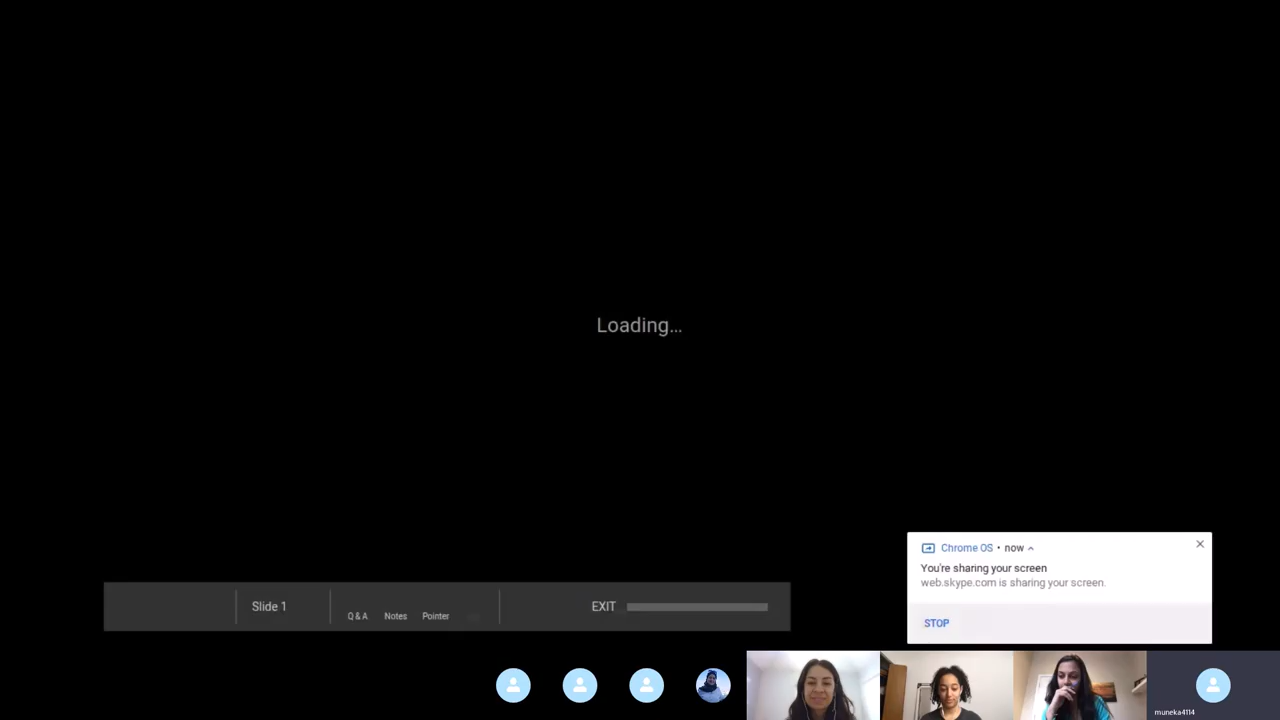 Loading...
Chrome OS • now
You're sharing your screen
web.skype.com is sharing your screen.
STOP
Slide 1
Q & A Notes Pointer
EXIT
muneka4114